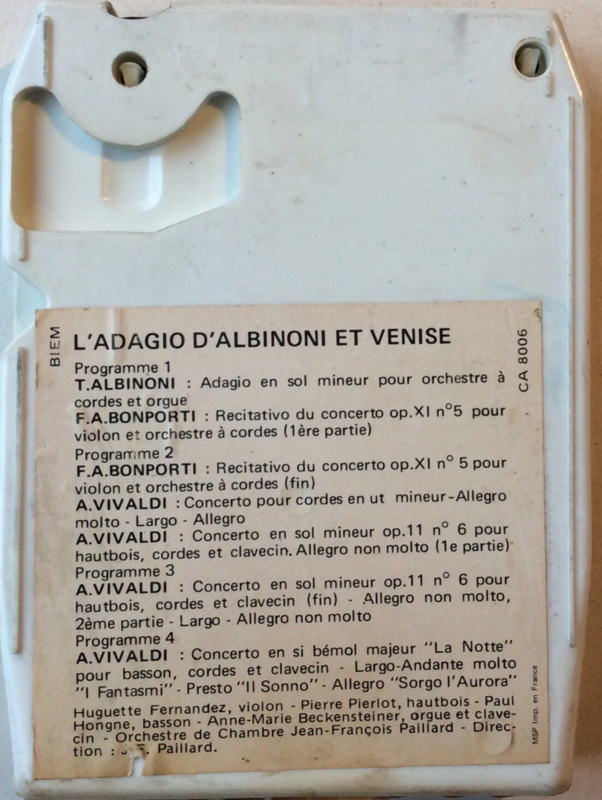 BIEM
L'ADAGIO D'ALBINONI ET VENISE
CA 8006
Programme 1
T.ALBINONI : Adagio en sol mineur pour orchestre à
cordes et orgue
F.A.BONPORTI : Recitativo du concerto op.XI n° 5 pour
violon et orchestre à cordes (1ère partie)
Programme 2
F.A.BONPORTI : Recitativo du concerto op.XI n° 5 pour
violon et orchestre à cordes (fin)
A.VIVALDI : Concerto pour cordes en ut mineur-Allegro
molto - Largo - Allegro
A.VIVALDI : Concerto en sol mineur op.11 n° 6 pour
hautbois, cordes et clavecin. Allegro non molto (1e partie)
Programme 3
A.VIVALDI : Concerto en sol mineur op.11 n° 6 pour
hautbois, cordes et clavecin (fin) - Allegro non molto,
2ème partie - Largo - Allegro non molto
Programme 4
A.VIVALDI : Concerto en si bémol majeur "La Notte"
pour basson, cordes et clavecin - Largo-Andante molto
"I Fantasmi" - Presto "Il Sonno" - Allegro "Sorgo l'Aurora"
Huguette Fernandez, violon - Pierre Pierlot, hautbois - Paul
Hongne, basson - Anne-Marie Beckensteiner, orgue et clave-
cin - Orchestre de Chambre Jean-François Paillard - Direc-
tion : J.F. Paillard.
MSP Imp. en France